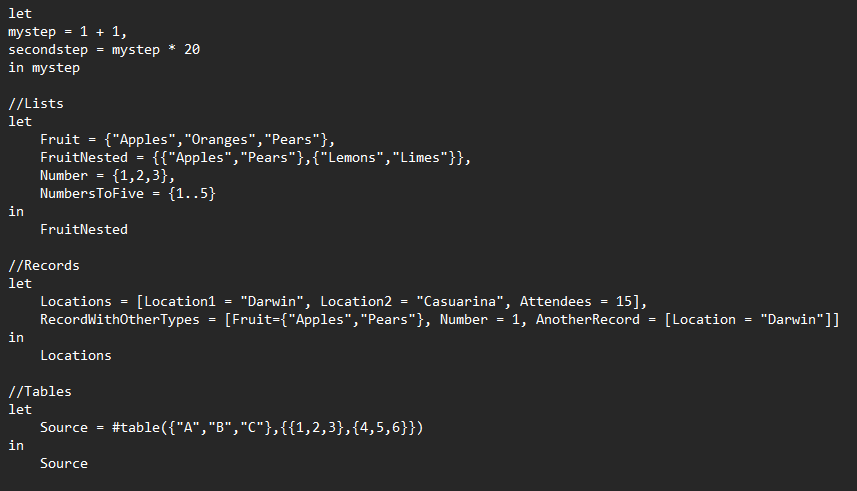 let
mystep = 1 + 1,
secondstep = mystep * 20
in mystep

//Lists
let
    Fruit = {"Apples","Oranges","Pears"},
    FruitNested = {{"Apples","Pears"},{"Lemons","Limes"}},
    Number = {1,2,3},
    NumbersToFive = {1..5}
in
    FruitNested

//Records
let
    Locations = [Location1 = "Darwin", Location2 = "Casuarina", Attendees = 15],
    RecordWithOtherTypes = [Fruit={"Apples","Pears"}, Number = 1, AnotherRecord = [Location = "Darwin"]]
in
    Locations

//Tables
let
    Source = #table({"A","B","C"},{{1,2,3},{4,5,6}})
in
    Source